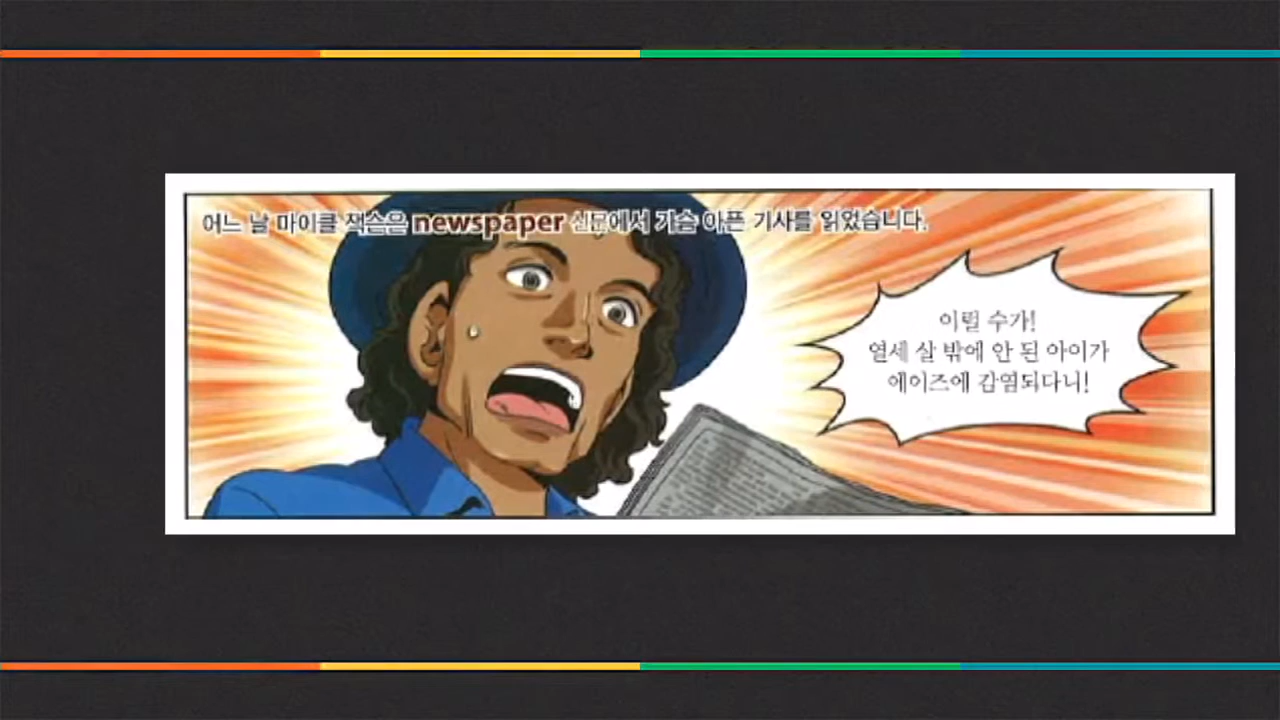 어느 날 마이클 잭슨은 newspaper 신문에서 가슴 아픈 기사를 읽었습니다.
이럴 수가!
열세 살 밖에 안 된 아이가
에이즈에 감염되다니!